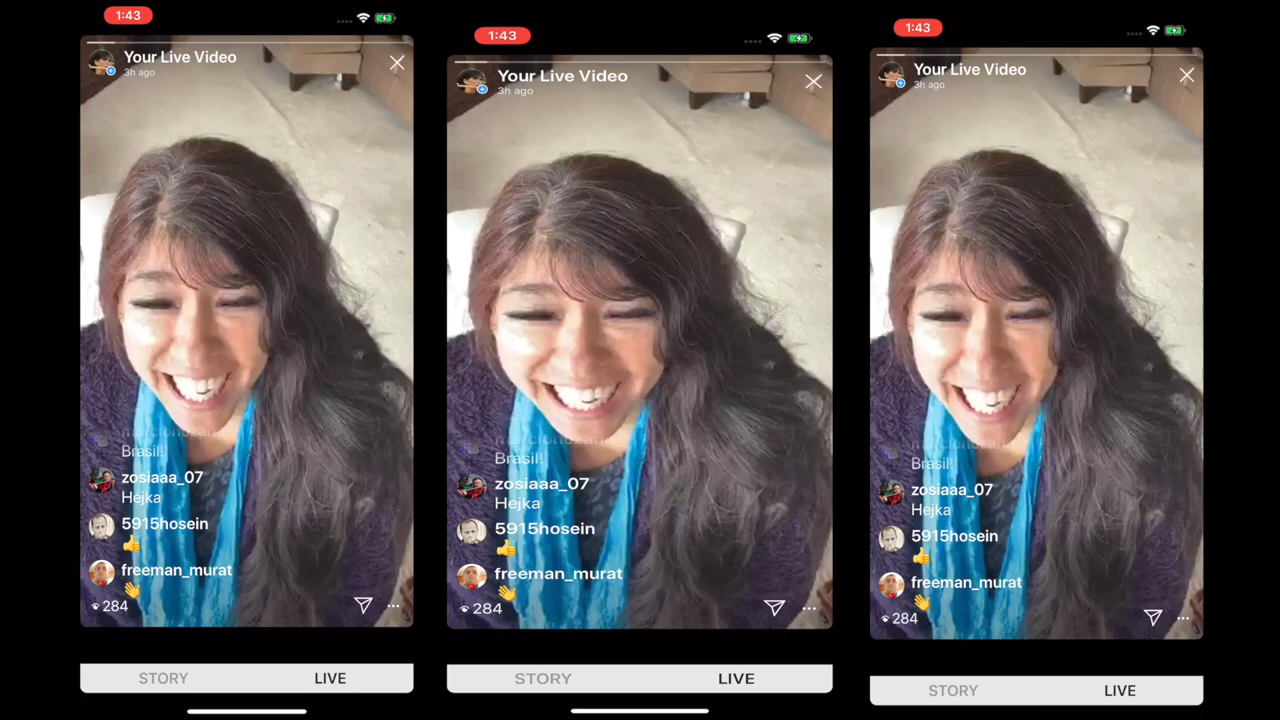 1:43
Your Live Video
3h ago
Brasil!
zosiaaa_07
Hejka
5915hosein
👍
freeman_murat
👋
284
STORY LIVE
1:43
Your Live Video
3h ago
Brasil!
zosiaaa_07
Hejka
5915hosein
👍
freeman_murat
👋
284
STORY LIVE
1:43
Your Live Video
3h ago
Brasil!
zosiaaa_07
Hejka
5915hosein
👍
freeman_murat
👋
284
STORY LIVE